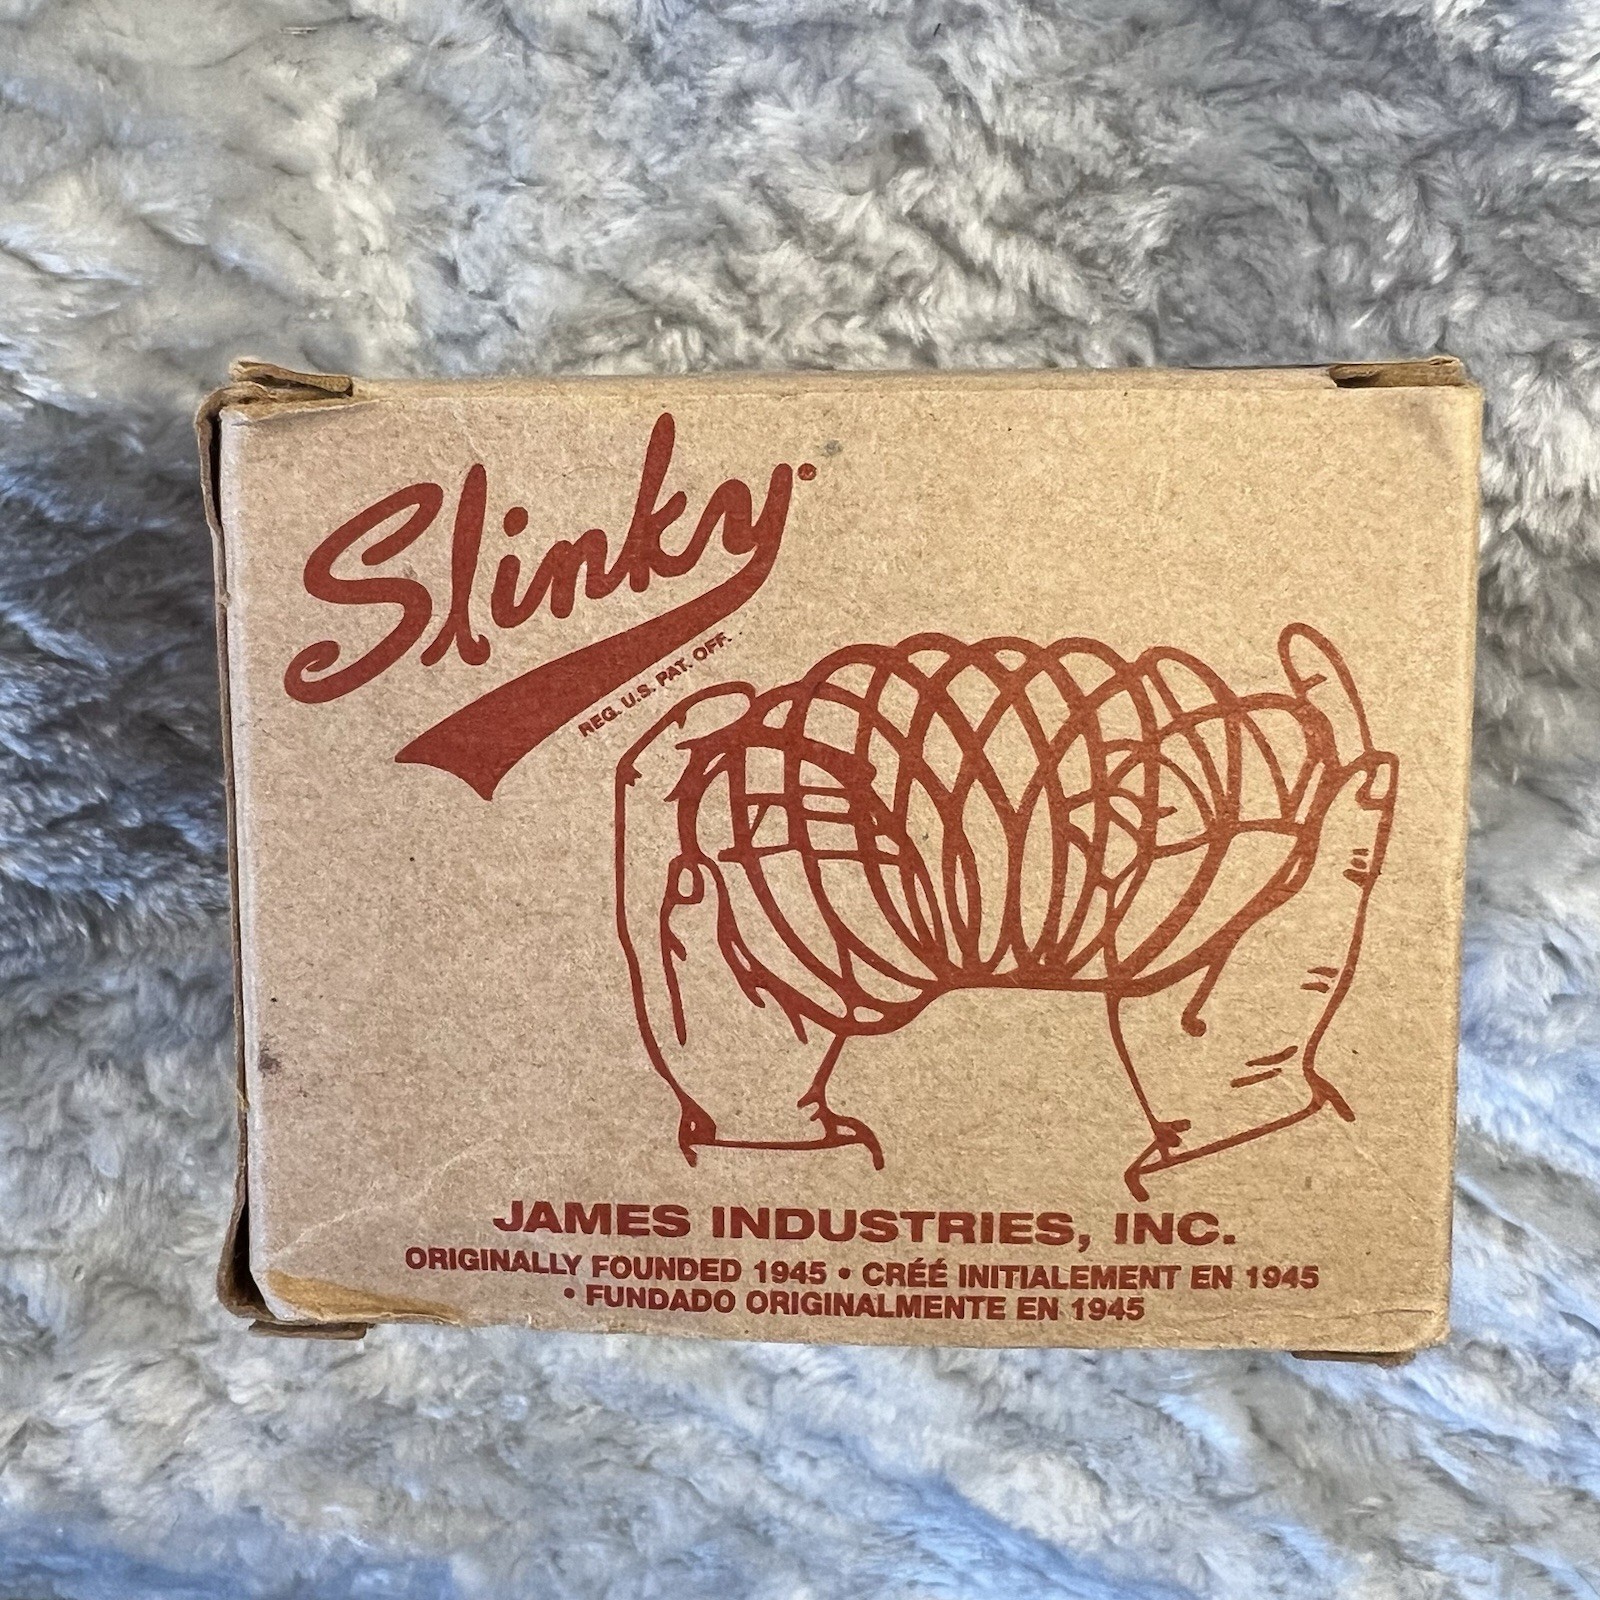 Slinky
REG. U.S. PAT. OFF.
JAMES INDUSTRIES, INC.
ORIGINALLY FOUNDED 1945 • CRÉÉ INITIALEMENT EN 1945
• FUNDADO ORIGINALMENTE EN 1945